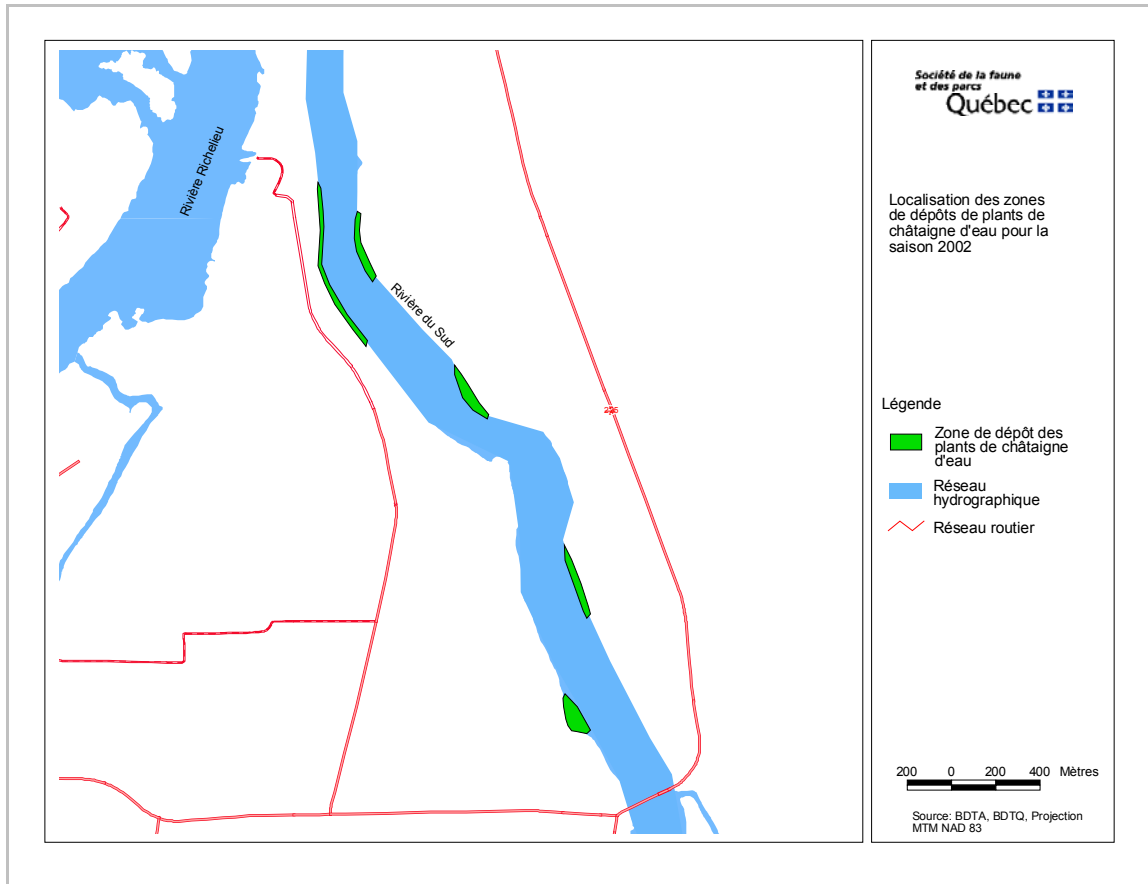 Rivière Richelieu
Rivière du Sud
Société de la faune
et des parcs
Québec
Localisation des zones
de dépôts de plants de
châtaigne d'eau pour la
saison 2002
Légende
Zone de dépôt des
plants de châtaigne
d'eau
Réseau
hydrographique
Réseau routier
200 0 200 400 Mètres
Source: BDTA, BDTQ, Projection
MTM NAD 83